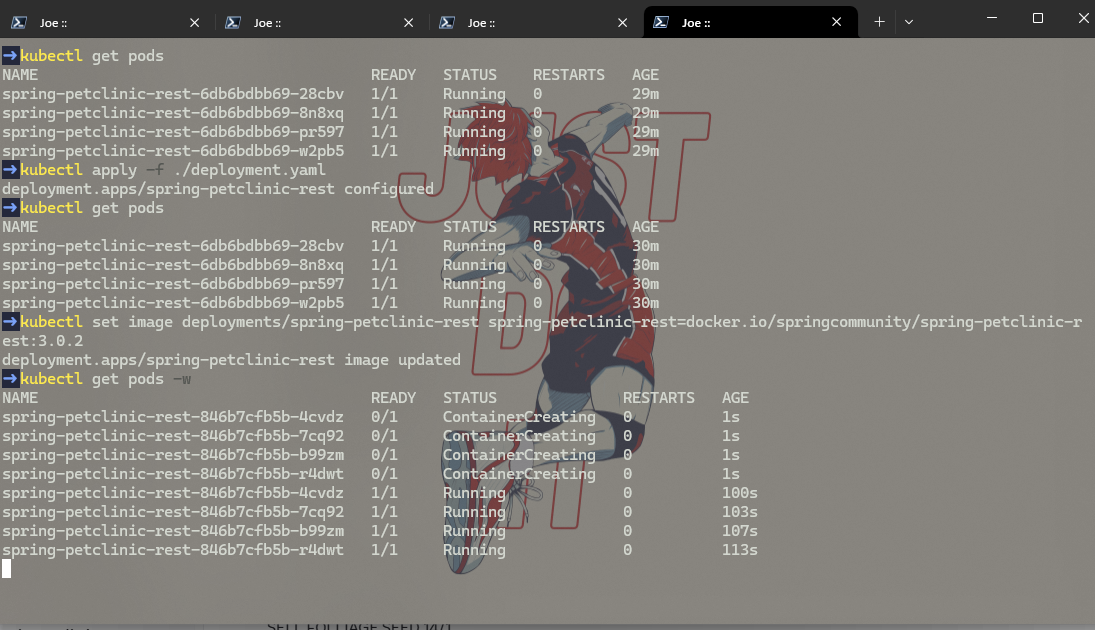 Joe ::
Joe ::
Joe ::
Joe ::
→kubectl get pods
NAME READY STATUS RESTARTS AGE
spring-petclinic-rest-6db6bdbb69-28cbv 1/1 Running 0 29m
spring-petclinic-rest-6db6bdbb69-8n8xq 1/1 Running 0 29m
spring-petclinic-rest-6db6bdbb69-pr597 1/1 Running 0 29m
spring-petclinic-rest-6db6bdbb69-w2pb5 1/1 Running 0 29m
→kubectl apply -f ./deployment.yaml
deployment.apps/spring-petclinic-rest configured
→kubectl get pods
NAME READY STATUS RESTARTS AGE
spring-petclinic-rest-6db6bdbb69-28cbv 1/1 Running 0 30m
spring-petclinic-rest-6db6bdbb69-8n8xq 1/1 Running 0 30m
spring-petclinic-rest-6db6bdbb69-pr597 1/1 Running 0 30m
spring-petclinic-rest-6db6bdbb69-w2pb5 1/1 Running 0 30m
→kubectl set image deployments/spring-petclinic-rest spring-petclinic-rest=docker.io/springcommunity/spring-petclinic-r
est:3.0.2
deployment.apps/spring-petclinic-rest image updated
→kubectl get pods -w
NAME READY STATUS RESTARTS AGE
spring-petclinic-rest-846b7cfb5b-4cvdz 0/1 ContainerCreating 0 1s
spring-petclinic-rest-846b7cfb5b-7cq92 0/1 ContainerCreating 0 1s
spring-petclinic-rest-846b7cfb5b-b99zm 0/1 ContainerCreating 0 1s
spring-petclinic-rest-846b7cfb5b-r4dwt 0/1 ContainerCreating 0 1s
spring-petclinic-rest-846b7cfb5b-4cvdz 1/1 Running 0 100s
spring-petclinic-rest-846b7cfb5b-7cq92 1/1 Running 0 103s
spring-petclinic-rest-846b7cfb5b-b99zm 1/1 Running 0 107s
spring-petclinic-rest-846b7cfb5b-r4dwt 1/1 Running 0 113s
JUST